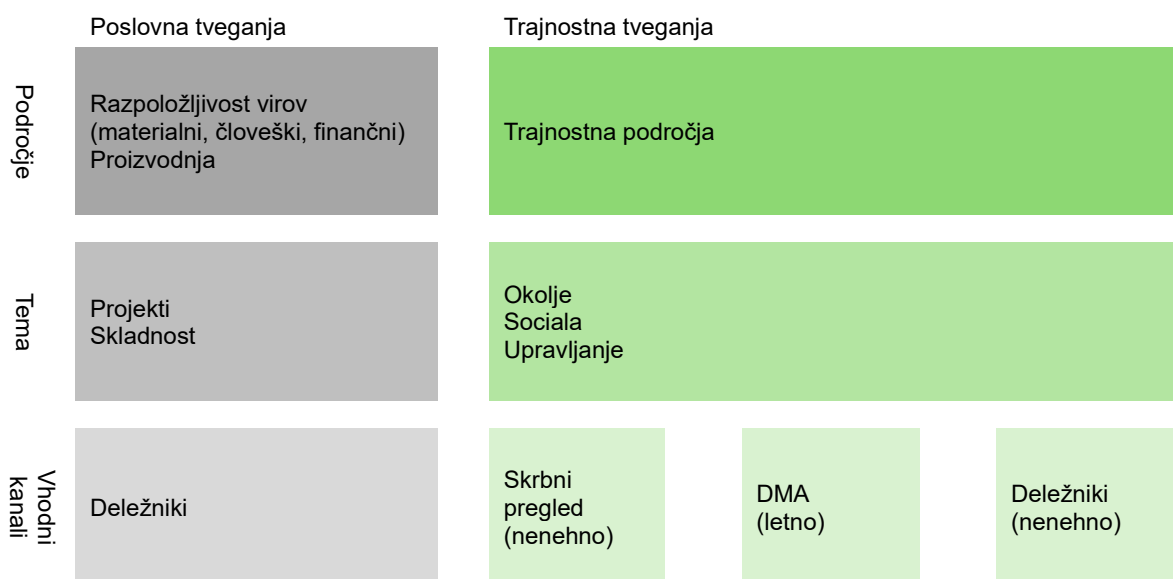 Poslovna tveganja
Trajnostna tveganja
Področje
Razpoložljivost virov
(materialni, človeški, finančni)
Proizvodnja
Trajnostna področja
Tema
Projekti
Skladnost
Okolje
Sociala
Upravljanje
Vhodni
kanali
Deležniki
Skrbni
pregled
(nenehno)
DMA
(letno)
Deležniki
(nenehno)